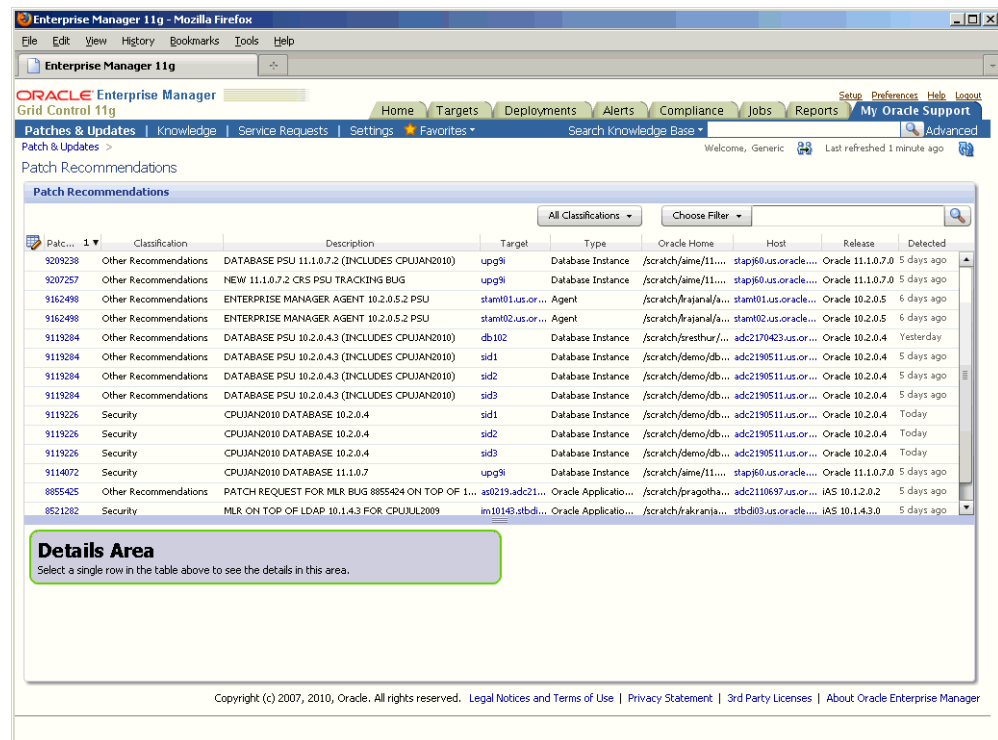 Enterprise Manager 11g - Mozilla Firefox
File Edit View History Bookmarks Tools Help
Enterprise Manager 11g
ORACLE Enterprise Manager
Grid Control 11g
Setup Preferences Help Logout
Home Targets Deployments Alerts Compliance Jobs Reports My Oracle Support
Patches & Updates | Knowledge | Service Requests | Settings Favorites Search Knowledge Base Advanced
Patch & Updates >
Welcome, Generic Last refreshed 1 minute ago
Patch Recommendations
Patch Recommendations
All Classifications Choose Filter
Patc... 1 Classification Description Target Type Oracle Home Host Release Detected
9209238 Other Recommendations DATABASE PSU 11.1.0.7.2 (INCLUDES CPUJAN2010) upg9i Database Instance /scratch/aime/11.... stapj60.us.oracle.... Oracle 11.1.0.7.0 5 days ago
9207257 Other Recommendations NEW 11.1.0.7.2 CRS PSU TRACKING BUG upg9i Database Instance /scratch/aime/11.... stapj60.us.oracle.... Oracle 11.1.0.7.0 5 days ago
9162498 Other Recommendations ENTERPRISE MANAGER AGENT 10.2.0.5.2 PSU stamt01.us.or... Agent /scratch/lrajanal/a... stamt01.us.oracle... Oracle 10.2.0.5 6 days ago
9162498 Other Recommendations ENTERPRISE MANAGER AGENT 10.2.0.5.2 PSU stamt02.us.or... Agent /scratch/lrajanal/a... stamt02.us.oracle... Oracle 10.2.0.5 6 days ago
9119284 Other Recommendations DATABASE PSU 10.2.0.4.3 (INCLUDES CPUJAN2010) db102 Database Instance /scratch/sresthur/... adc2170423.us.or... Oracle 10.2.0.4 Yesterday
9119284 Other Recommendations DATABASE PSU 10.2.0.4.3 (INCLUDES CPUJAN2010) sid1 Database Instance /scratch/demo/db... adc2190511.us.or... Oracle 10.2.0.4 5 days ago
9119284 Other Recommendations DATABASE PSU 10.2.0.4.3 (INCLUDES CPUJAN2010) sid2 Database Instance /scratch/demo/db... adc2190511.us.or... Oracle 10.2.0.4 5 days ago
9119284 Other Recommendations DATABASE PSU 10.2.0.4.3 (INCLUDES CPUJAN2010) sid3 Database Instance /scratch/demo/db... adc2190511.us.or... Oracle 10.2.0.4 5 days ago
9119226 Security CPUJAN2010 DATABASE 10.2.0.4 sid1 Database Instance /scratch/demo/db... adc2190511.us.or... Oracle 10.2.0.4 Today
9119226 Security CPUJAN2010 DATABASE 10.2.0.4 sid2 Database Instance /scratch/demo/db... adc2190511.us.or... Oracle 10.2.0.4 Today
9119226 Security CPUJAN2010 DATABASE 10.2.0.4 sid3 Database Instance /scratch/demo/db... adc2190511.us.or... Oracle 10.2.0.4 Today
9114072 Security CPUJAN2010 DATABASE 11.1.0.7 upg9i Database Instance /scratch/aime/11.... stapj60.us.oracle.... Oracle 11.1.0.7.0 5 days ago
8855425 Other Recommendations PATCH REQUEST FOR MLR BUG 8855424 ON TOP OF 1... as0219.adc21... Oracle Applicatio... /scratch/pragotha... adc2110697.us.or... iAS 10.1.2.0.2 5 days ago
8521282 Security MLR ON TOP OF LDAP 10.1.4.3 FOR CPUJUL2009 im10143.stbdi... Oracle Applicatio... /scratch/rakranja... stbdi03.us.oracle.... iAS 10.1.4.3.0 5 days ago
Details Area
Select a single row in the table above to see the details in this area.
Copyright (c) 2007, 2010, Oracle. All rights reserved. Legal Notices and Terms of Use | Privacy Statement | 3rd Party Licenses | About Oracle Enterprise Manager